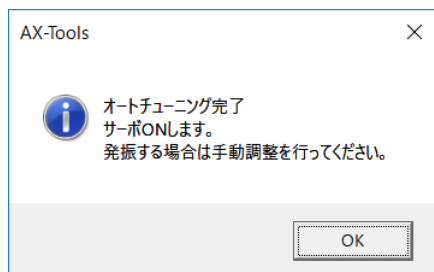 AX-Tools
オートチューニング完了
サーボONします。
発振する場合は手動調整を行ってください。
OK